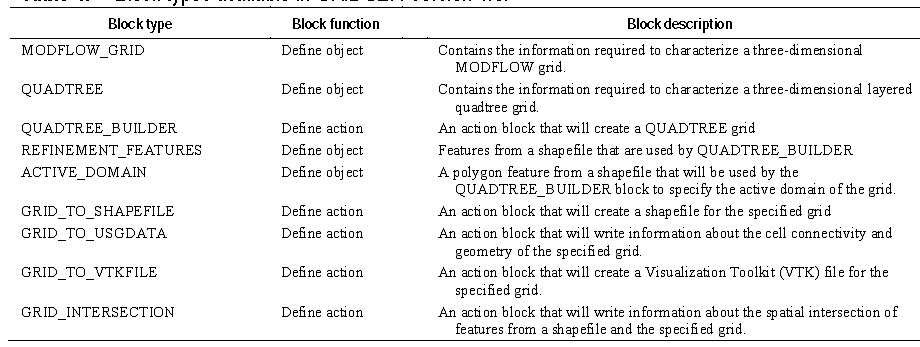 Block type Block function Block description
MODFLOW_GRID Define object Contains the information required to characterize a three-dimensional
MODFLOW grid.
QUADTREE Define object Contains the information required to characterize a three-dimensional layered
quadtree grid.
QUADTREE_BUILDER Define action An action block that will create a QUADTREE grid
REFINEMENT_FEATURES Define object Features from a shapefile that are used by QUADTREE_BUILDER
ACTIVE_DOMAIN Define object A polygon feature from a shapefile that will be used by the
QUADTREE_BUILDER block to specify the active domain of the grid.
GRID_TO_SHAPEFILE Define action An action block that will create a shapefile for the specified grid
GRID_TO_USGDATA Define action An action block that will write information about the cell connectivity and
geometry of the specified grid.
GRID_TO_VTKFILE Define action An action block that will create a Visualization Toolkit (VTK) file for the
specified grid.
GRID_INTERSECTION Define action An action block that will write information about the spatial intersection of
features from a shapefile and the specified grid.